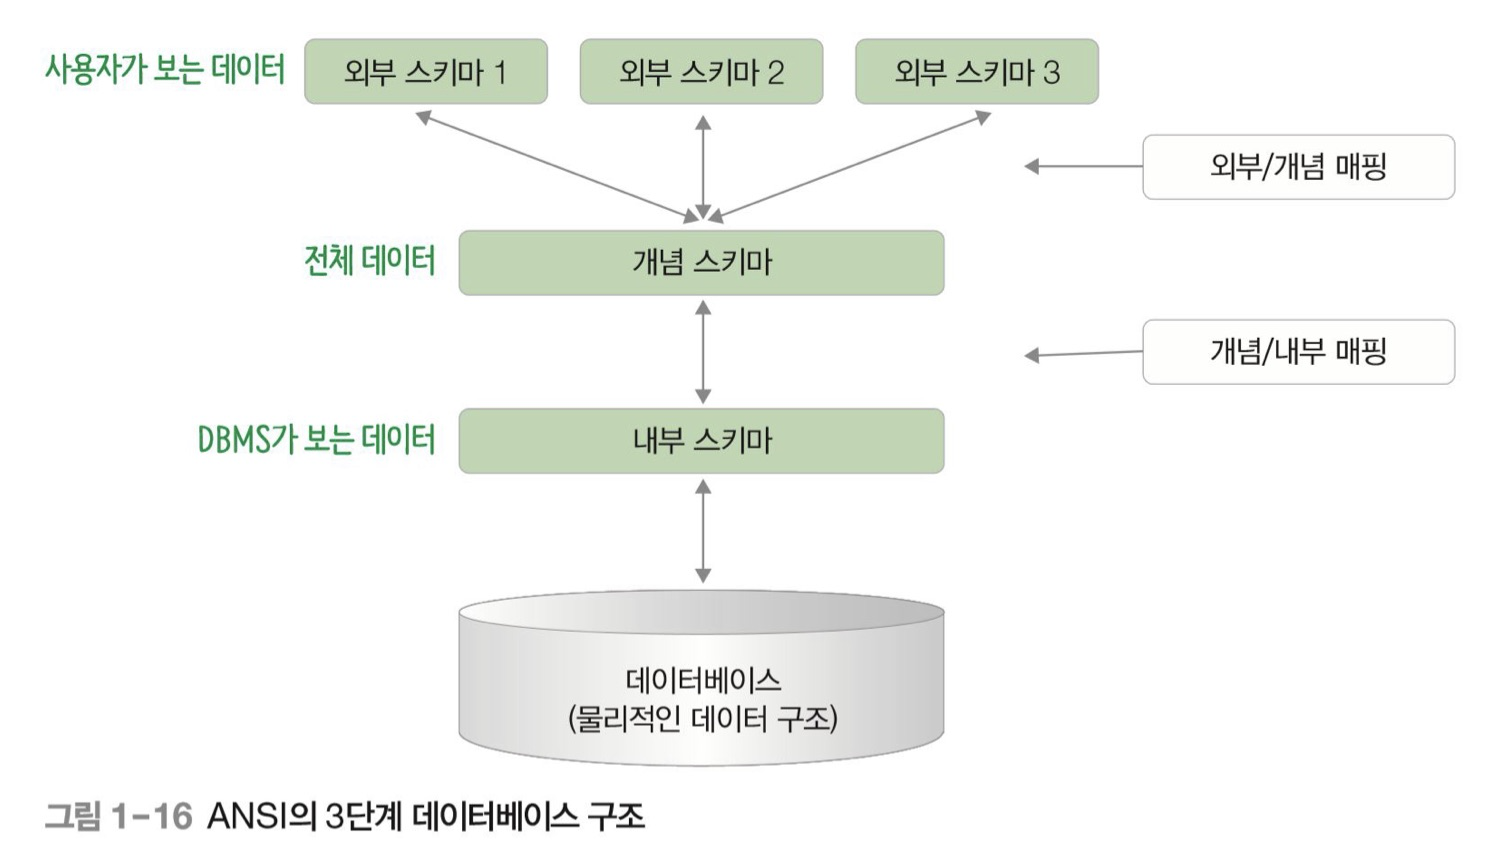 사용자가 보는 데이터
외부 스키마 1
외부 스키마 2
외부 스키마 3
외부/개념 매핑
전체 데이터
개념 스키마
개념/내부 매핑
DBMS가 보는 데이터
내부 스키마
데이터베이스
(물리적인 데이터 구조)
그림 1-16 ANSI의 3단계 데이터베이스 구조